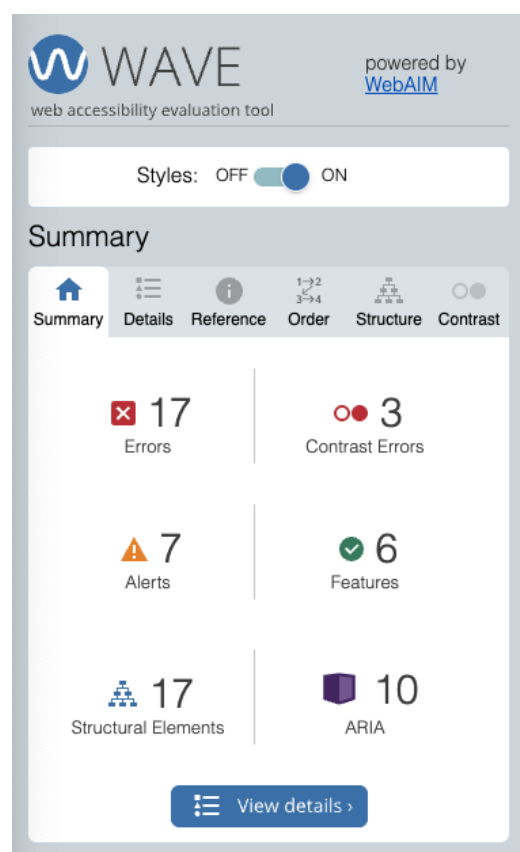 WAVE
web accessibility evaluation tool
powered by
WebAIM
Styles: OFF ON
Summary
Summary Details Reference Order Structure Contrast
1→2
3→4
17
Errors
3
Contrast Errors
7
Alerts
6
Features
17
Structural Elements
10
ARIA
View details ›